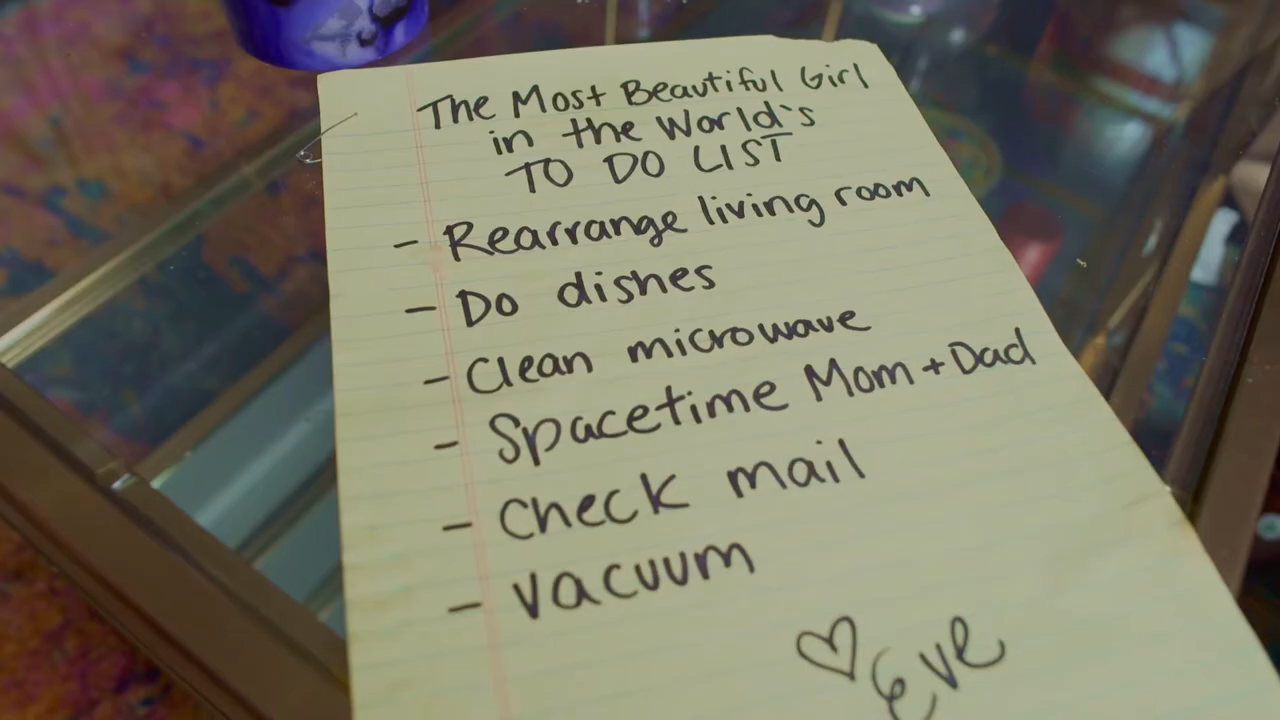 The Most Beautiful Girl
in the World's
TO DO LIST
- Rearrange living room
- Do dishes
- Clean microwave
- Spacetime Mom + Dad
- Check mail
- Vacuum
♡ Eve